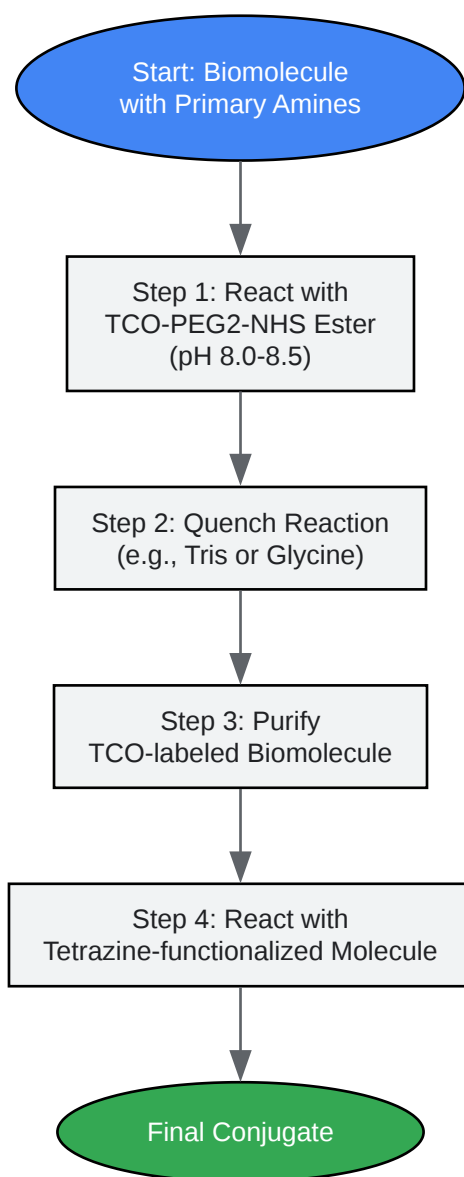 Start: Biomolecule
with Primary Amines
Step 1: React with
TCO-PEG2-NHS Ester
(pH 8.0-8.5)
Step 2: Quench Reaction
(e.g., Tris or Glycine)
Step 3: Purify
TCO-labeled Biomolecule
Step 4: React with
Tetrazine-functionalized Molecule
Final Conjugate